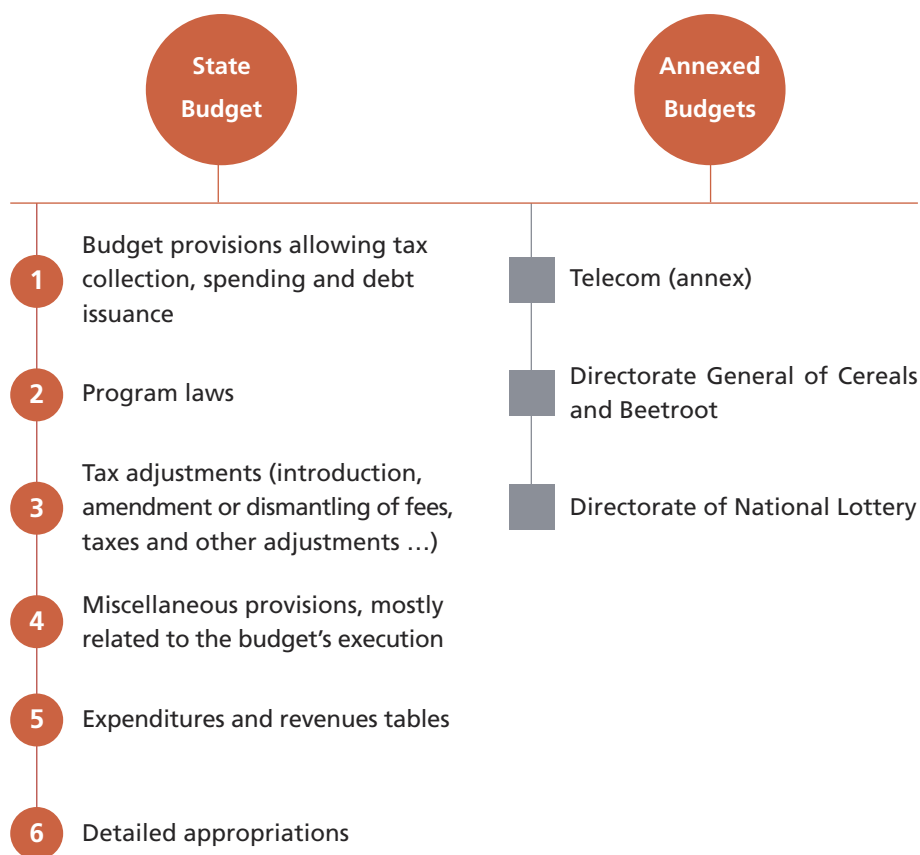 State
Budget
Annexed
Budgets
1
Budget provisions allowing tax
collection, spending and debt
issuance
2
Program laws
3
Tax adjustments (introduction,
amendment or dismantling of fees,
taxes and other adjustments …)
4
Miscellaneous provisions, mostly
related to the budget’s execution
5
Expenditures and revenues tables
6
Detailed appropriations
Telecom (annex)
Directorate General of Cereals
and Beetroot
Directorate of National Lottery